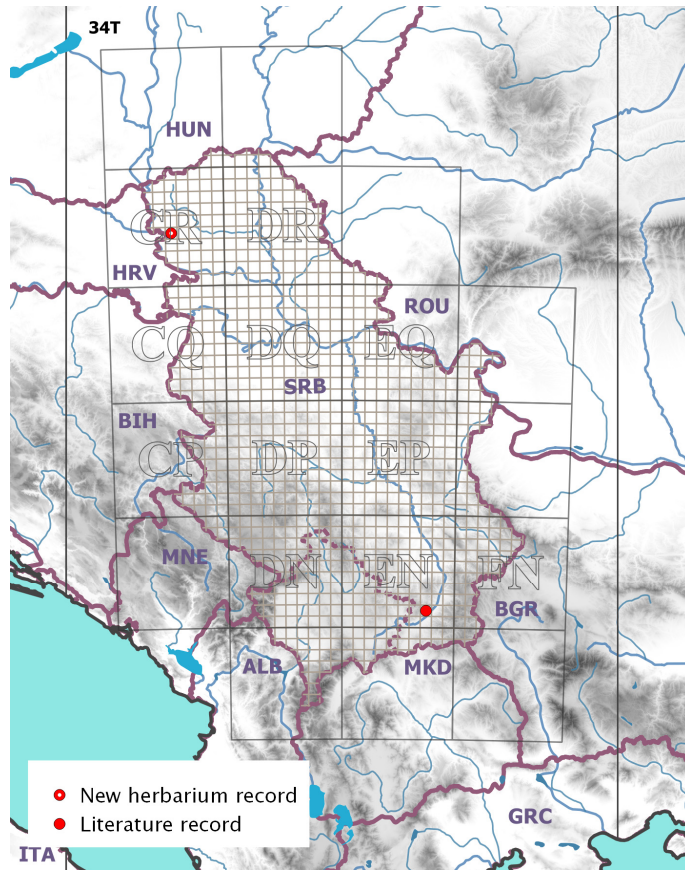 34T
HUN
CR DR
HRV
ROU
CQ DQ EQ
SRB
BIH
CP DP EP
MNE DN EN FN
BGR
ALB MKD
New herbarium record
Literature record
GRC
ITA